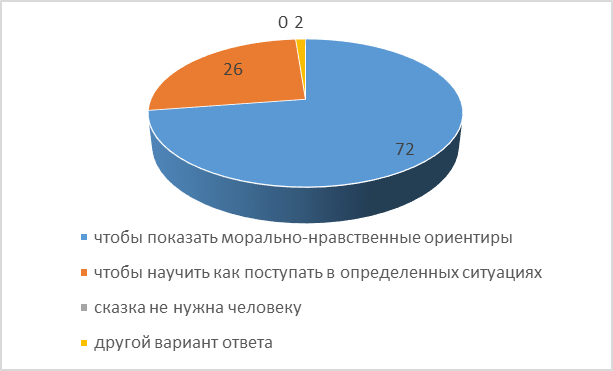 0 2
26
72
чтобы показать морально-нравственные ориентиры
чтобы научить как поступать в определенных ситуациях
сказка не нужна человеку
другой вариант ответа